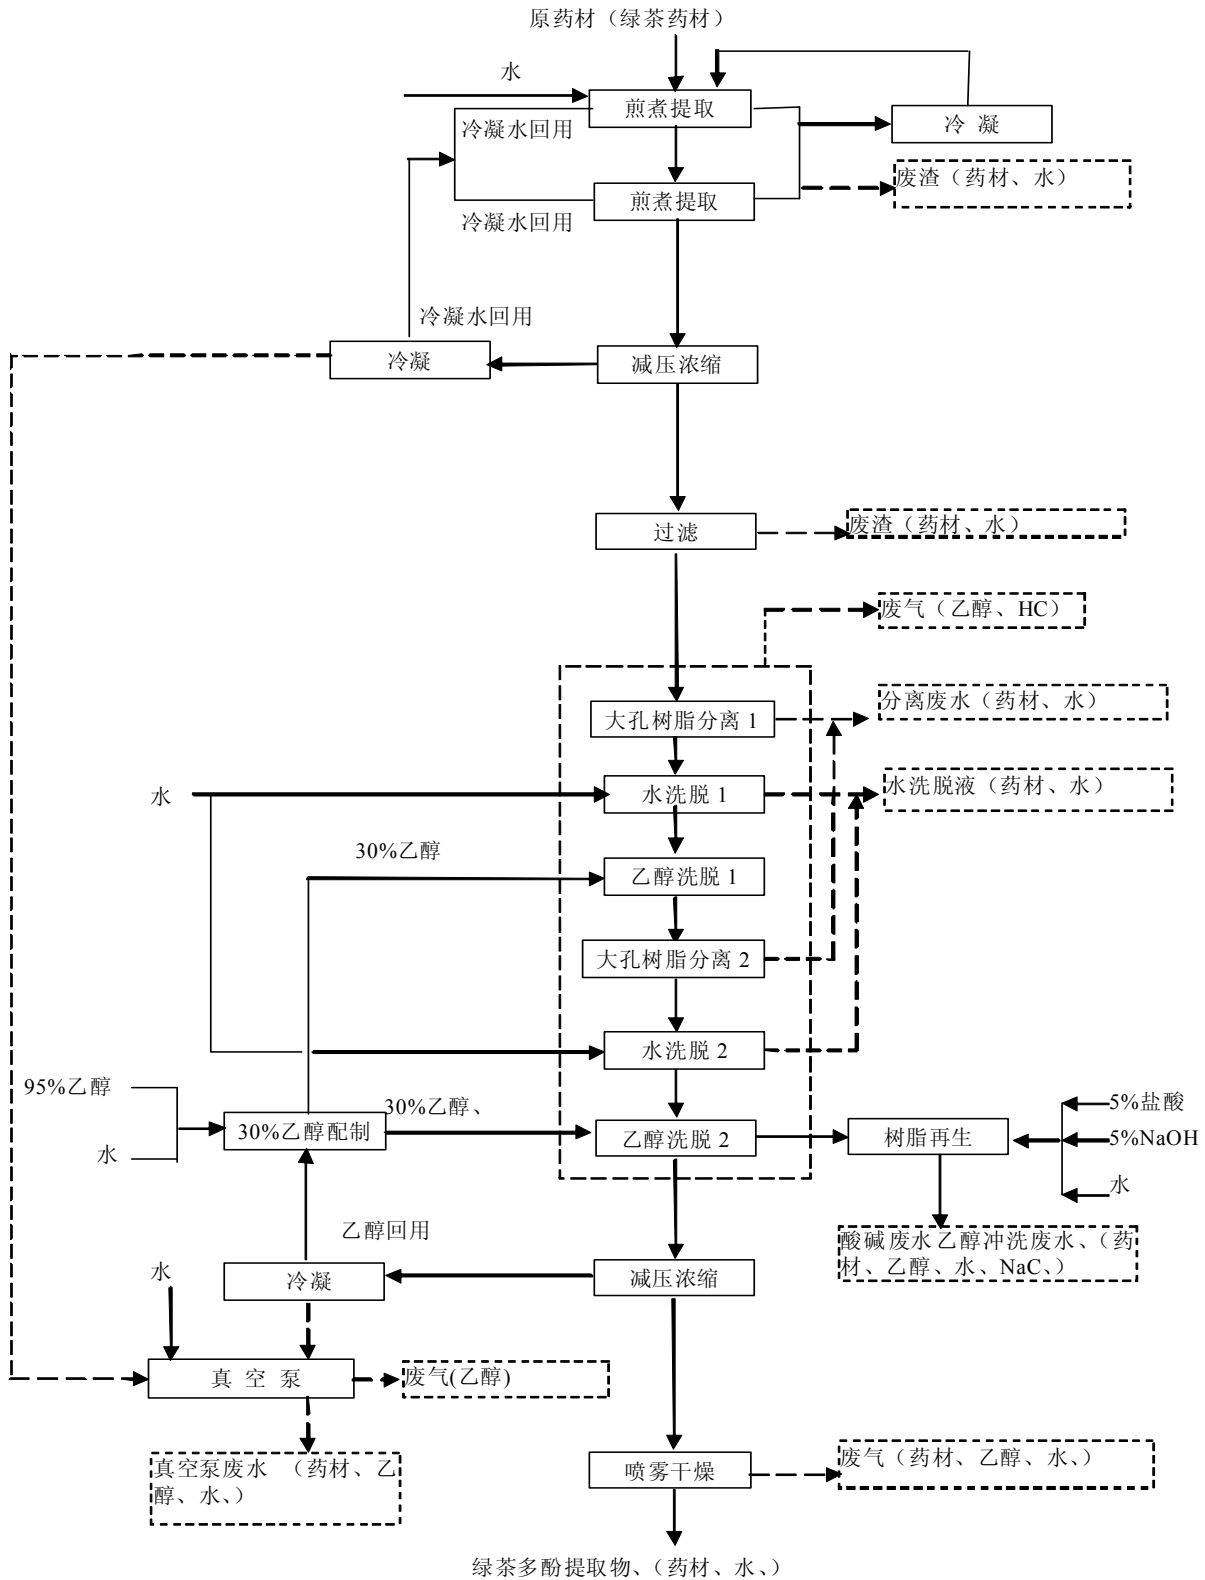 原药材（绿茶药材）
水
煎煮提取
冷 凝
冷凝水回用
废渣（药材、水）
煎煮提取
冷凝水回用
冷凝水回用
冷凝
减压浓缩
过滤
废渣（药材、水）
废气（乙醇、HC）
分离废水（药材、水）
大孔树脂分离 1
水
水洗脱 1
水洗脱液（药材、水）
30%乙醇
乙醇洗脱 1
大孔树脂分离 2
水洗脱 2
95%乙醇
30%乙醇、
5%盐酸
30%乙醇配制
乙醇洗脱 2
树脂再生
5%NaOH
水
水
乙醇回用
酸碱废水乙醇冲洗废水、（药
材、乙醇、水、NaC、）
水
冷凝
减压浓缩
真 空 泵
废气(乙醇)
真空泵废水 （药材、乙
醇、水、）
喷雾干燥
废气（药材、乙醇、水、）
绿茶多酚提取物、（药材、水、）